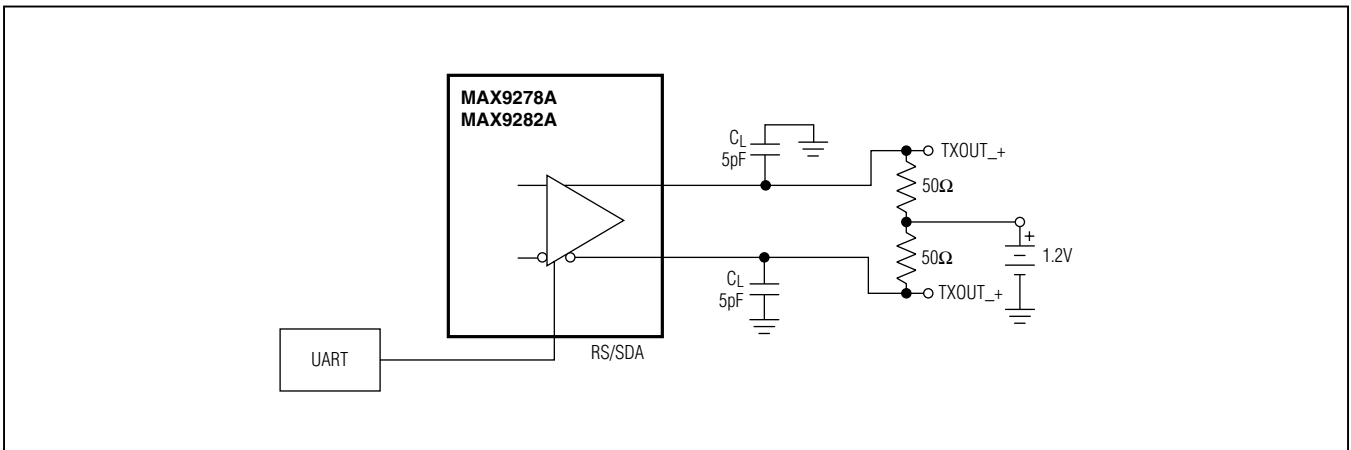 MAX9278A
MAX9282A
CL
5pF
TXOUT_+
50Ω
+
1.2V
50Ω
CL
5pF
TXOUT_+
RS/SDA
UART